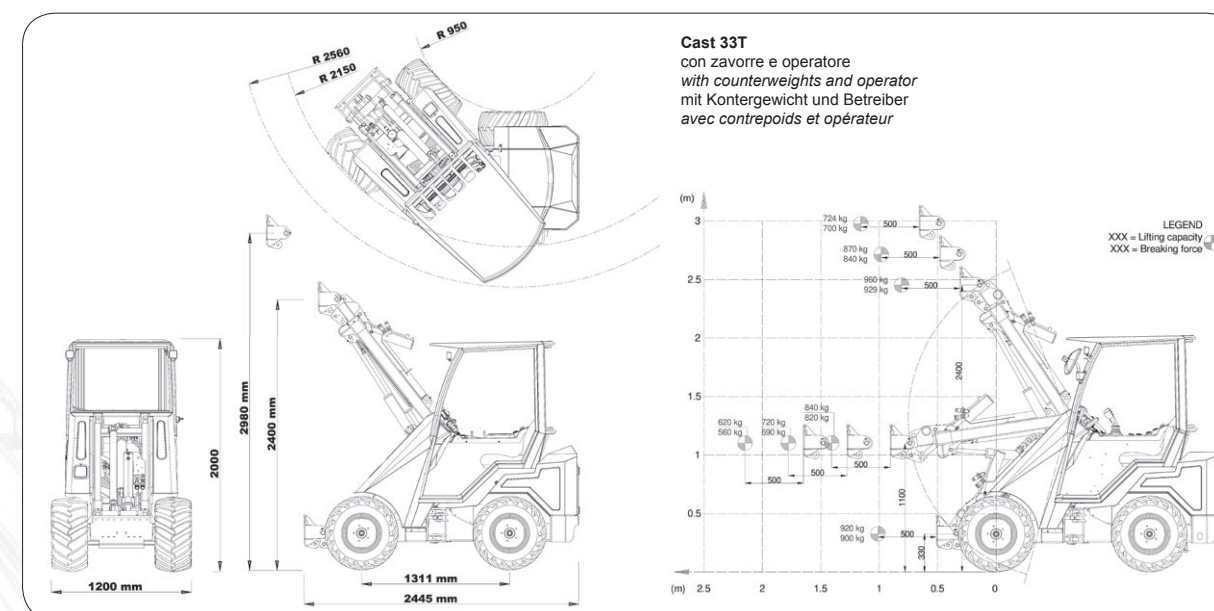 R 950
R 2560
R 2150
2980 mm
2400 mm
2000
1200 mm
1311 mm
2445 mm
Cast 33T
con zavorre e operatore
with counterweights and operator
mit Kontergewicht und Betreiber
avec contrepoids et opérateur
(m)
3
2.5
2
1.5
1
0.5
(m) 2.5 2 1.5 1 0.5 0
724 kg
700 kg
500
870 kg
840 kg
500
960 kg
929 kg
500
2400
840 kg
820 kg
620 kg
560 kg
720 kg
690 kg
500
500
500
1100
920 kg
900 kg
500
330
LEGEND
XXX = Lifting capacity
XXX = Breaking force